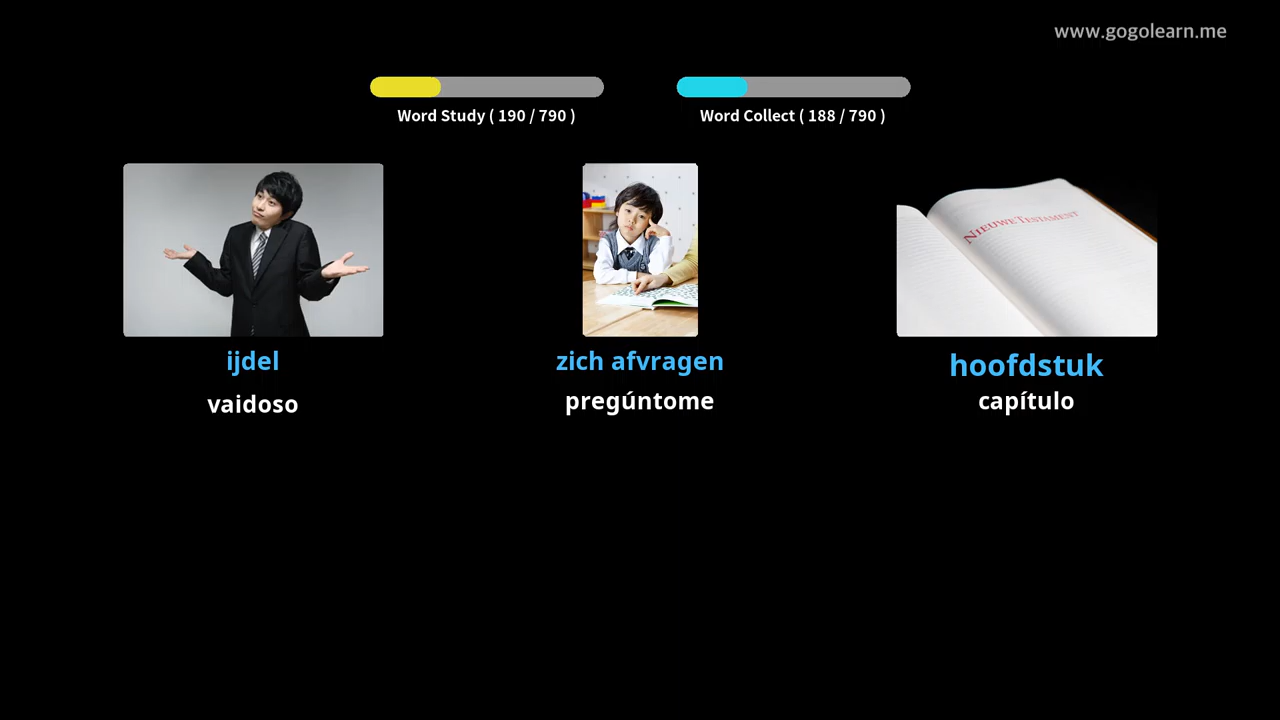 www.gogolearn.me
Word Study ( 190 / 790 )
Word Collect ( 188 / 790 )
NIEUWE TESTAMENT
ijdel
zich afvragen
hoofdstuk
vaidoso
pregúntome
capítulo